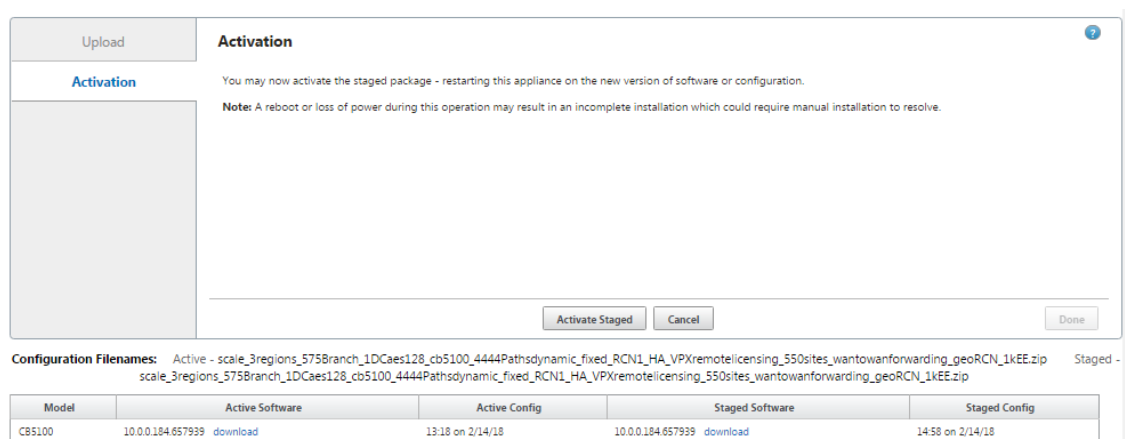 Upload
Activation
?
Activation
You may now activate the staged package - restarting this appliance on the new version of software or configuration.
Note: A reboot or loss of power during this operation may result in an incomplete installation which could require manual installation to resolve.
Activate Staged Cancel Done
Configuration Filenames: Active - scale_3regions_575Branch_1DCaes128_cb5100_4444Pathsdynamic_fixed_RCN1_HA_VPXremotelicensing_550sites_wantowanforwarding_geoRCN_1kEE.zip Staged -
scale_3regions_575Branch_1DCaes128_cb5100_4444Pathsdynamic_fixed_RCN1_HA_VPXremotelicensing_550sites_wantowanforwarding_geoRCN_1kEE.zip
Model Active Software Active Config Staged Software Staged Config
CB5100 10.0.0.184.657939 download 13:18 on 2/14/18 10.0.0.184.657939 download 14:58 on 2/14/18